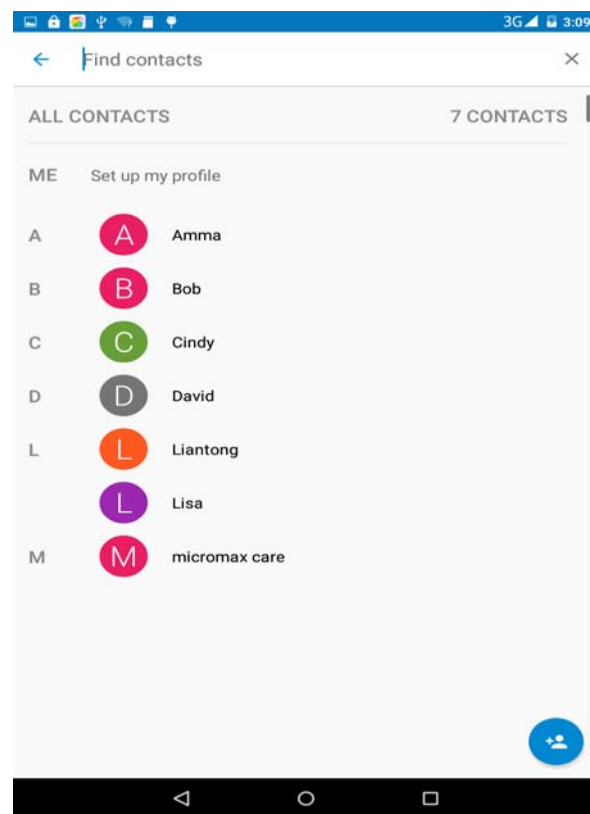 3G 3:09
Find contacts
ALL CONTACTS 7 CONTACTS
ME Set up my profile
A A Amma
B B Bob
C C Cindy
D D David
L L Liantong
L Lisa
M M micromax care